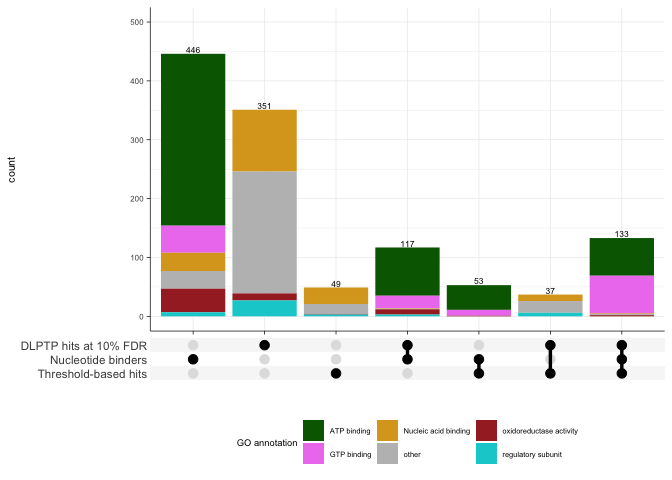 500
446
400
351
300
count
200
133
117
100
49
53
37
0
DLPTP hits at 10% FDR
Nucleotide binders
Threshold-based hits
GO annotation
ATP binding
Nucleic acid binding
oxidoreductase activity
GTP binding
other
regulatory subunit